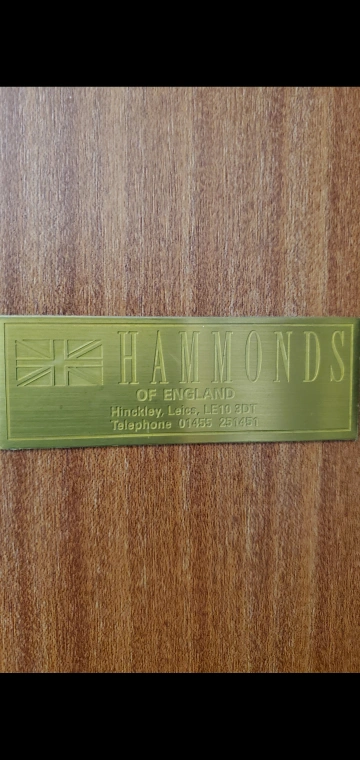 HAMMONDS
OF ENGLAND
Hinckley, Leics, LE10 3DT
Telephone 01455 251451